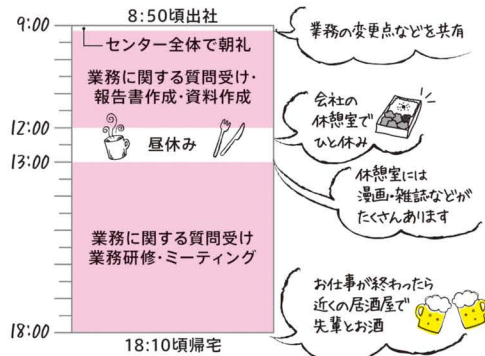 8:50頃出社
9:00
センター全体で朝礼
業務の変更点などを共有
業務に関する質問受け・
報告書作成・資料作成
12:00
昼休み
会社の
休憩室で
ひと休み
13:00
休憩室には
漫画・雑誌などが
たくさんあります
業務に関する質問受け
業務研修・ミーティング
お仕事が終わったら
近くの居酒屋で
先輩とお酒
18:00
18:10頃帰宅